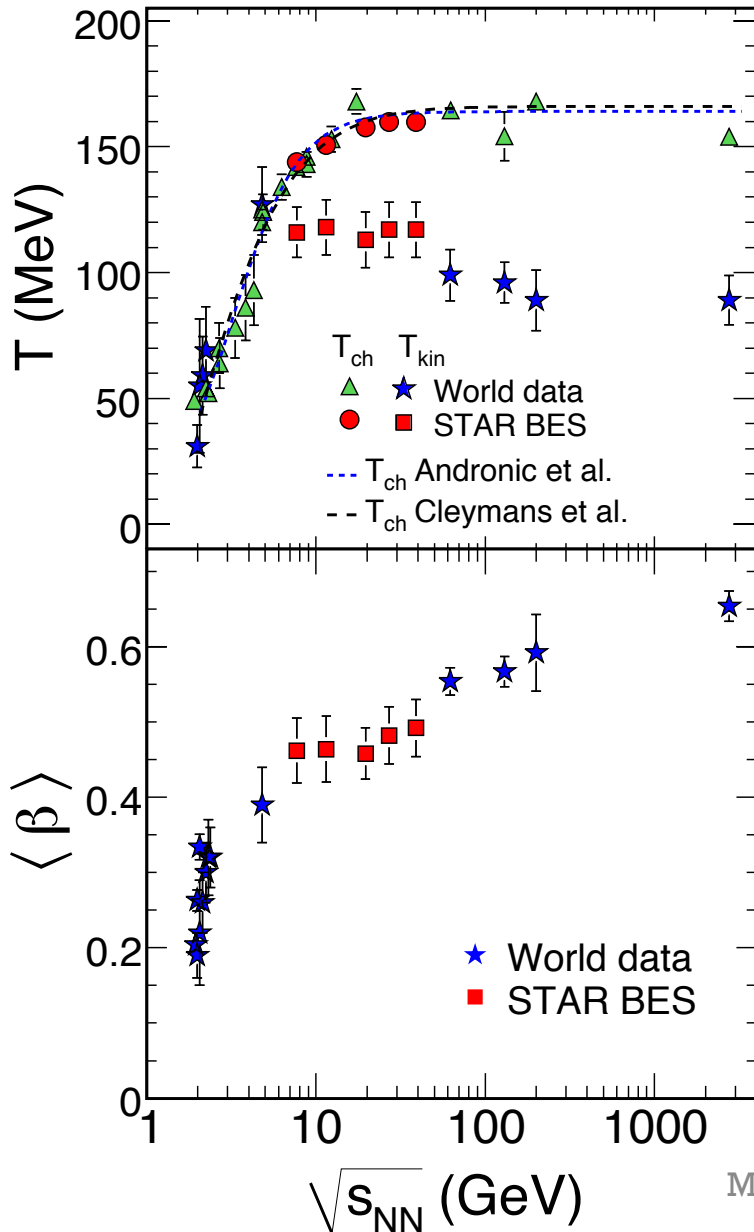 200
150
100
50
0
T (MeV)
T_ch T_kin
World data
STAR BES
T_ch Andronic et al.
T_ch Cleymans et al.
0.6
0.4
0.2
0
⟨β⟩
World data
STAR BES
1 10 100 1000
√s_NN (GeV)
M